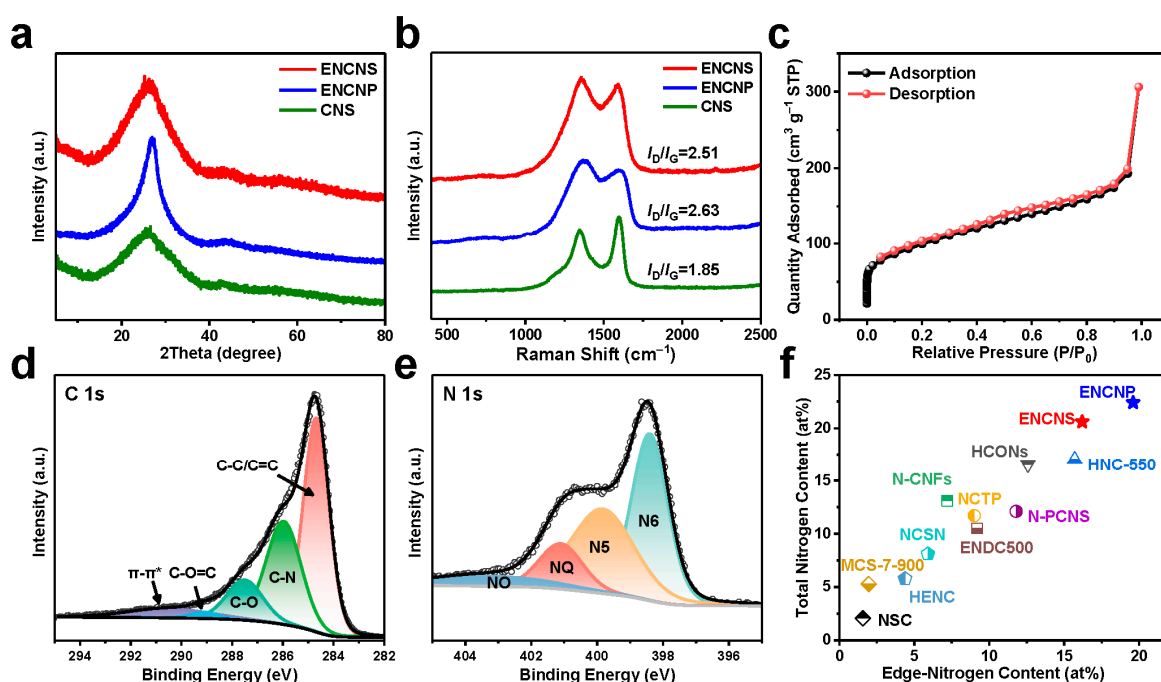 a
ENCNS
ENCNP
CNS
Intensity (a.u.)
20 40 60 80
2Theta (degree)
b
ENCNS
ENCNP
CNS
I_D/I_G=2.51
I_D/I_G=2.63
I_D/I_G=1.85
Intensity (a.u.)
500 1000 1500 2000 2500
Raman Shift (cm⁻¹)
c
Adsorption
Desorption
Quantity Adsorbed (cm³ g⁻¹ STP)
300
200
100
0
0.0 0.2 0.4 0.6 0.8 1.0
Relative Pressure (P/P₀)
d
C 1s
C-C/C=C
π-π*
C-O=C
C-N
C-O
Intensity (a.u.)
294 292 290 288 286 284 282
Binding Energy (eV)
e
N 1s
N6
N5
NQ
NO
Intensity (a.u.)
404 402 400 398 396
Binding Energy (eV)
f
ENCNP
ENCNS
HCONs
HNC-550
N-CNFs
NCTP
N-PCNS
NCSN
ENDC500
MCS-7-900
HENC
NSC
Total Nitrogen Content (at%)
25
20
15
10
5
0
0 5 10 15 20
Edge-Nitrogen Content (at%)